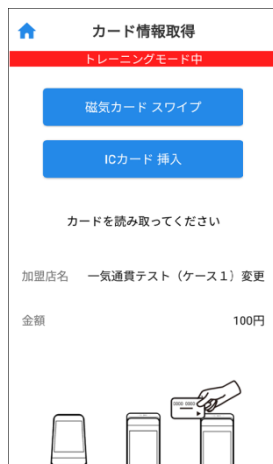 カード情報取得
トレーニングモード中
磁気カード スワイプ
ICカード 挿入
カードを読み取ってください
加盟店名 一気通貫テスト（ケース１）変更
金額 100円